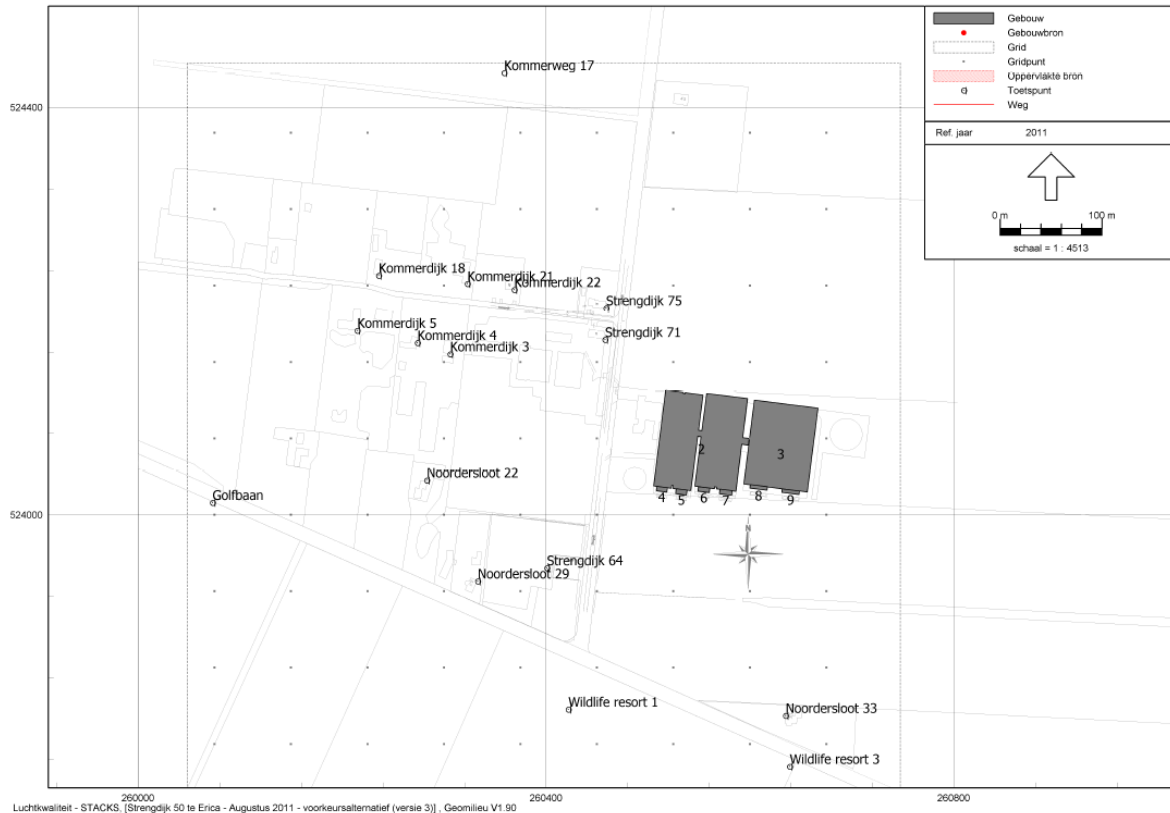 Gebouw
Gebouwbron
Grid
Gridpunt
Uppervlakte bron
Toetspunt
Weg
Ref. jaar 2011
0 m 100 m
schaal = 1 : 4513
Kommerweg 17
524400
Kommerdijk 18
Kommerdijk 21
Kommerdijk 22
Strengdijk 75
Kommerdijk 5
Kommerdijk 4
Kommerdijk 3
Strengdijk 71
2
3
Noordersloot 22
Golfbaan
4
5
6
7
8
9
524000
N
Strengdijk 64
Noordersloot 29
Wildlife resort 1
Noordersloot 33
Wildlife resort 3
260000
260400
260800
Luchtkwaliteit - STACKS, [Strengdijk 50 te Erica - Augustus 2011 - voorkeursalternatief (versie 3)] , Geomilieu V1.90